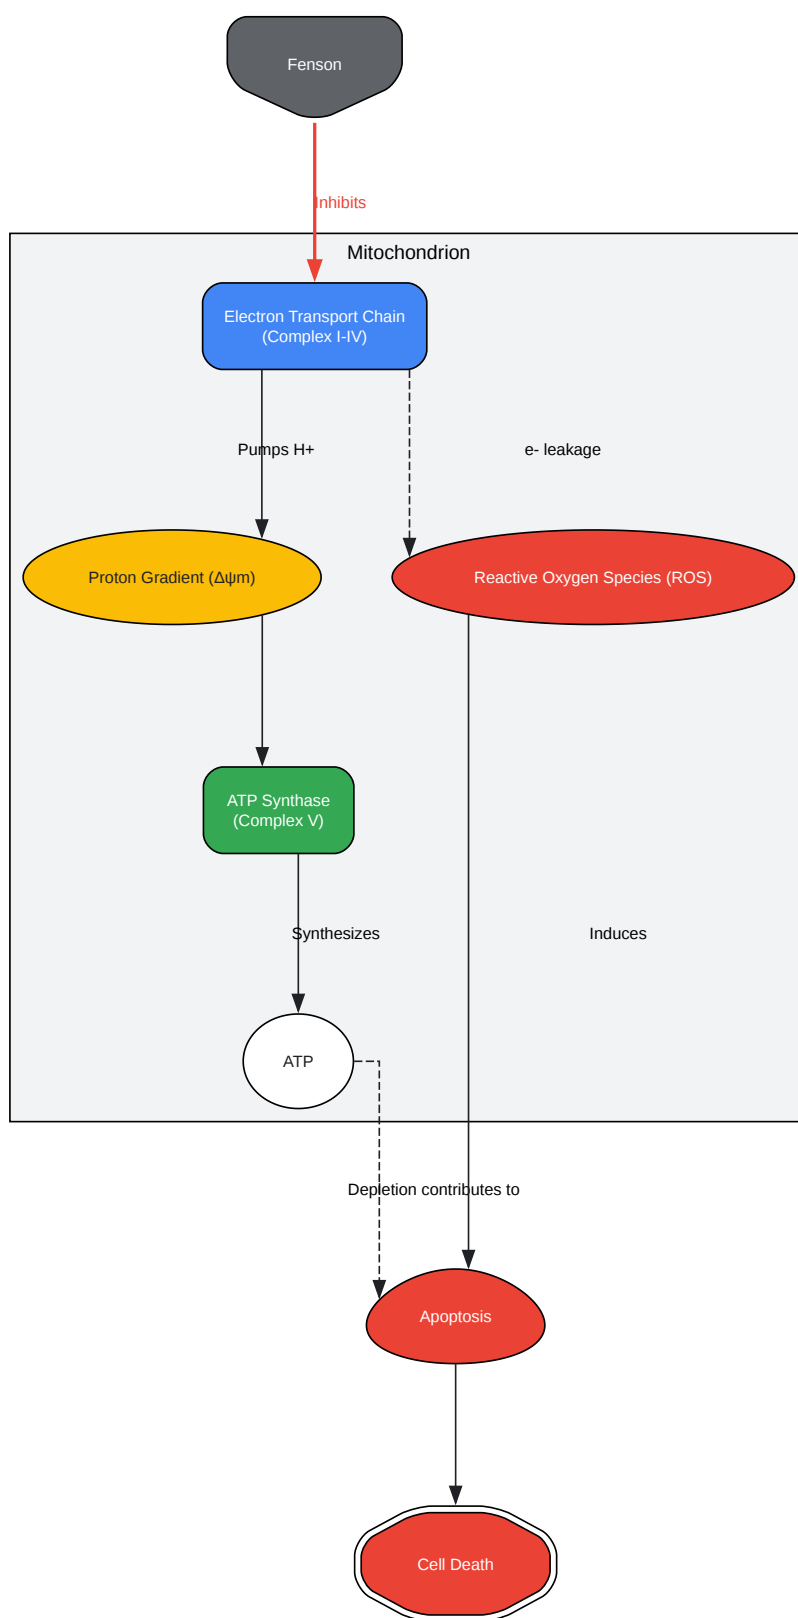 Fenson
Inhibits
Mitochondrion
Electron Transport Chain
(Complex I-IV)
Pumps H+
e- leakage
Proton Gradient (Δψm)
Reactive Oxygen Species (ROS)
ATP Synthase
(Complex V)
Synthesizes
Induces
ATP
Depletion contributes to
Apoptosis
Cell Death